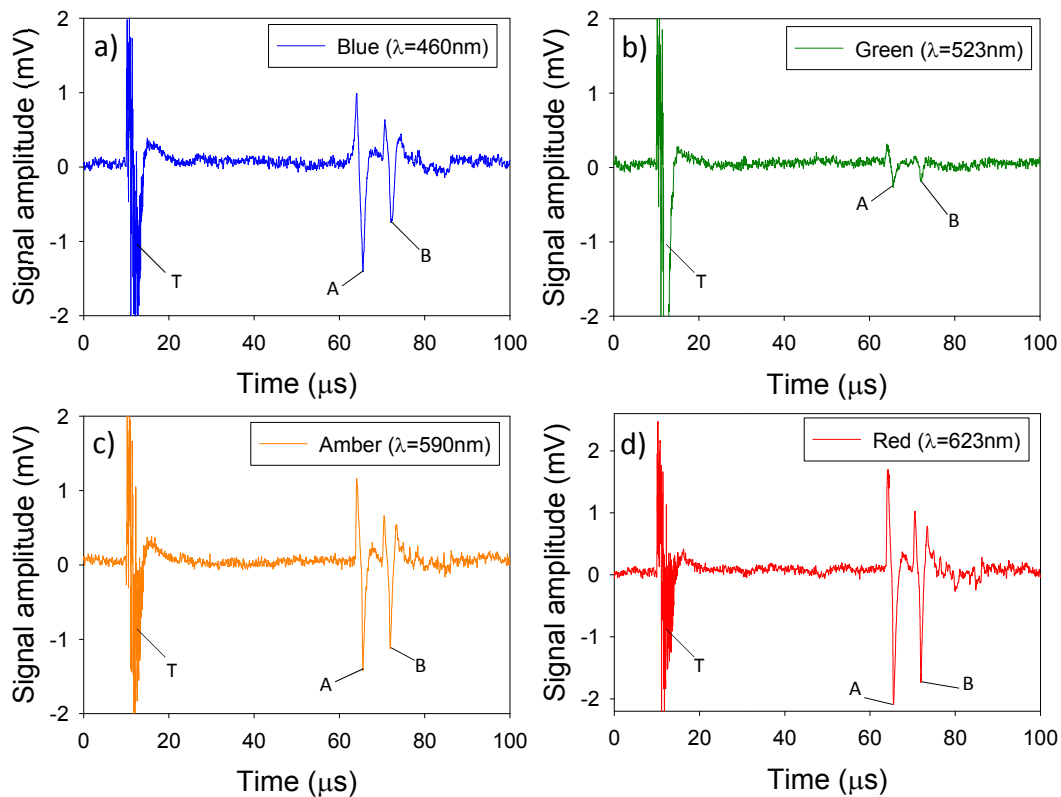 a)
Blue (λ=460nm)
Signal amplitude (mV)
2
1
0
-1
-2
T
A
B
0 20 40 60 80 100
Time (μs)
b)
Green (λ=523nm)
Signal amplitude (mV)
2
1
0
-1
-2
T
A
B
0 20 40 60 80 100
Time (μs)
c)
Amber (λ=590nm)
Signal amplitude (mV)
2
1
0
-1
-2
T
A
B
0 20 40 60 80 100
Time (μs)
d)
Red (λ=623nm)
Signal amplitude (mV)
2
1
0
-1
-2
T
A
B
0 20 40 60 80 100
Time (μs)